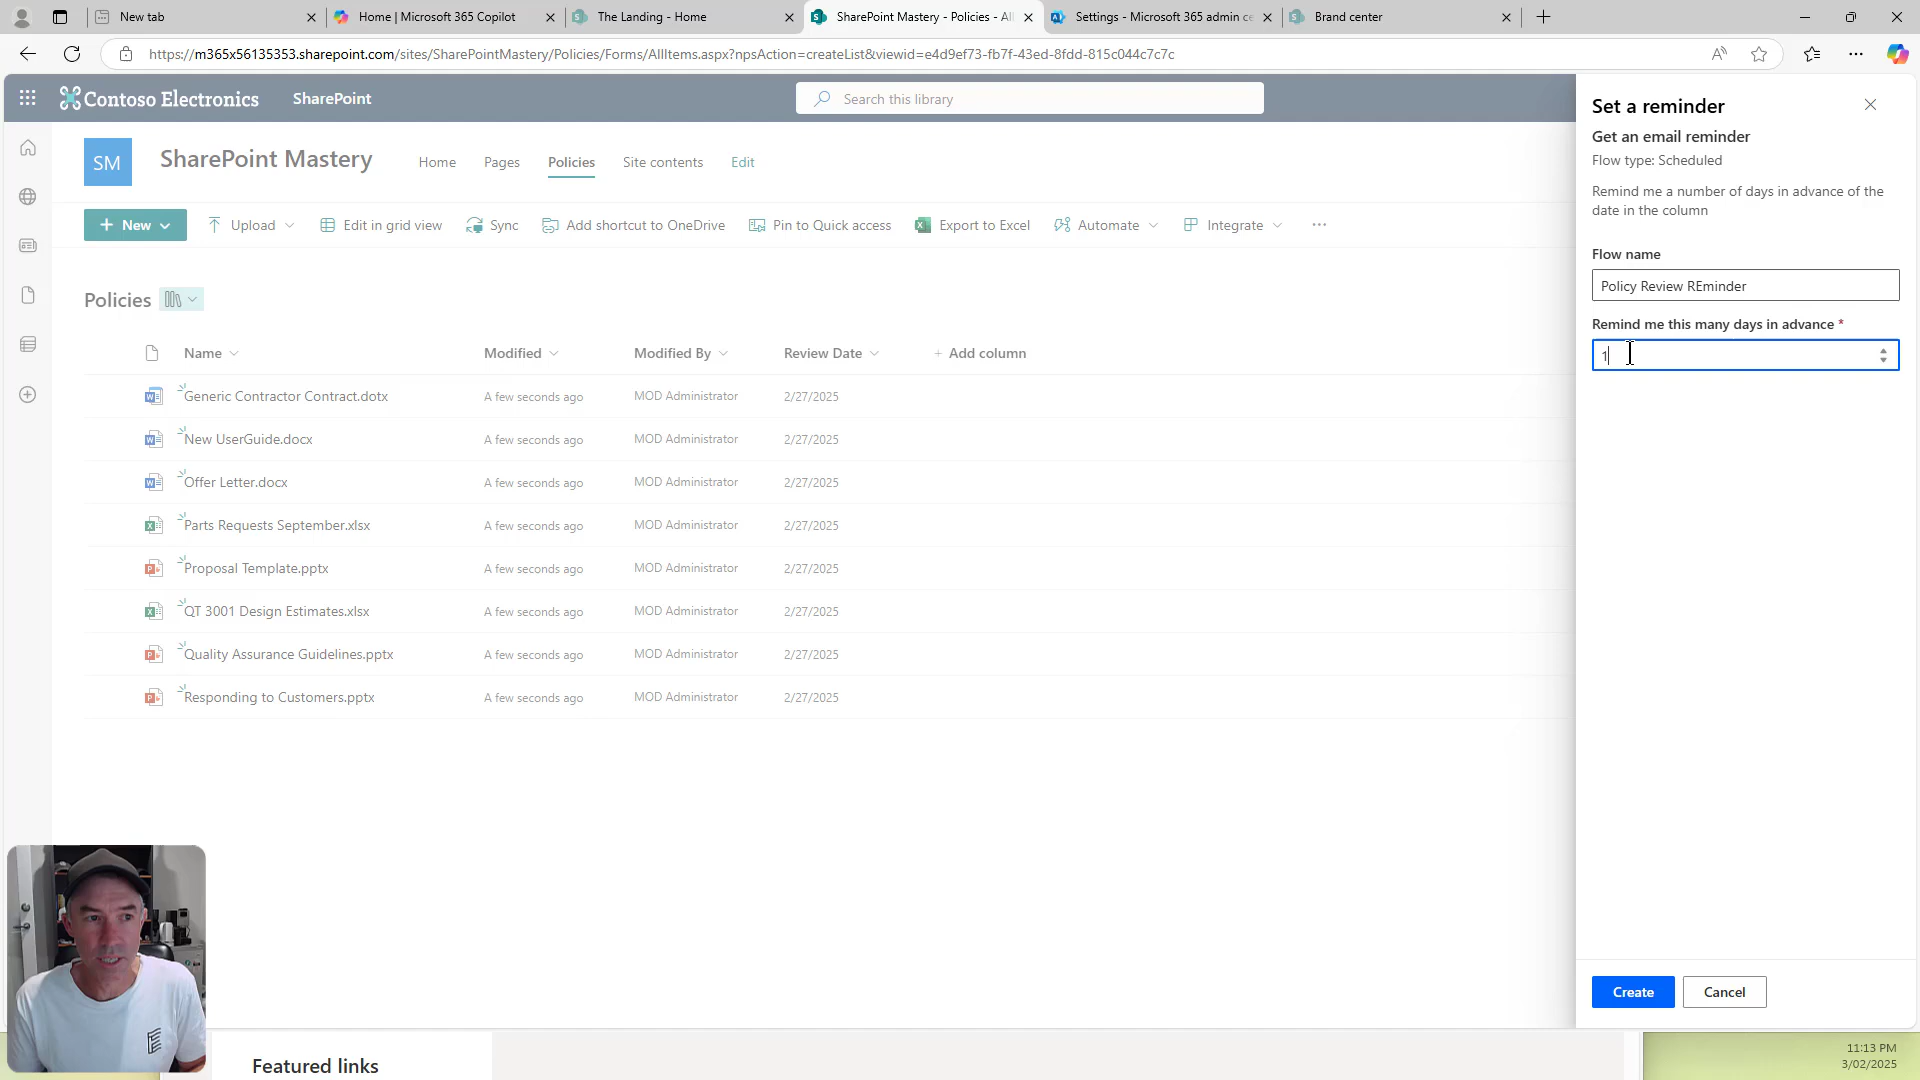 New tab
Home | Microsoft 365 Copilot
The Landing - Home
SharePoint Mastery - Policies - All
Settings - Microsoft 365 admin ce
Brand center
https://m365x56135353.sharepoint.com/sites/SharePointMastery/Policies/Forms/AllItems.aspx?npsAction=createList&viewid=e4d9ef73-fb7f-43ed-8fdd-815c044c7c7c
Contoso Electronics
SharePoint
Search this library
SM
SharePoint Mastery
Home
Pages
Policies
Site contents
Edit
New
Upload
Edit in grid view
Sync
Add shortcut to OneDrive
Pin to Quick access
Export to Excel
Automate
Integrate
Policies
Name
Modified
Modified By
Review Date
+ Add column
Generic Contractor Contract.dotx A few seconds ago MOD Administrator 2/27/2025
New UserGuide.docx A few seconds ago MOD Administrator 2/27/2025
Offer Letter.docx A few seconds ago MOD Administrator 2/27/2025
Parts Requests September.xlsx A few seconds ago MOD Administrator 2/27/2025
Proposal Template.pptx A few seconds ago MOD Administrator 2/27/2025
QT 3001 Design Estimates.xlsx A few seconds ago MOD Administrator 2/27/2025
Quality Assurance Guidelines.pptx A few seconds ago MOD Administrator 2/27/2025
Responding to Customers.pptx A few seconds ago MOD Administrator 2/27/2025
Set a reminder
Get an email reminder
Flow type: Scheduled
Remind me a number of days in advance of the
date in the column
Flow name
Policy Review REminder
Remind me this many days in advance *
1
Create
Cancel
Featured links
11:13 PM
3/02/2025